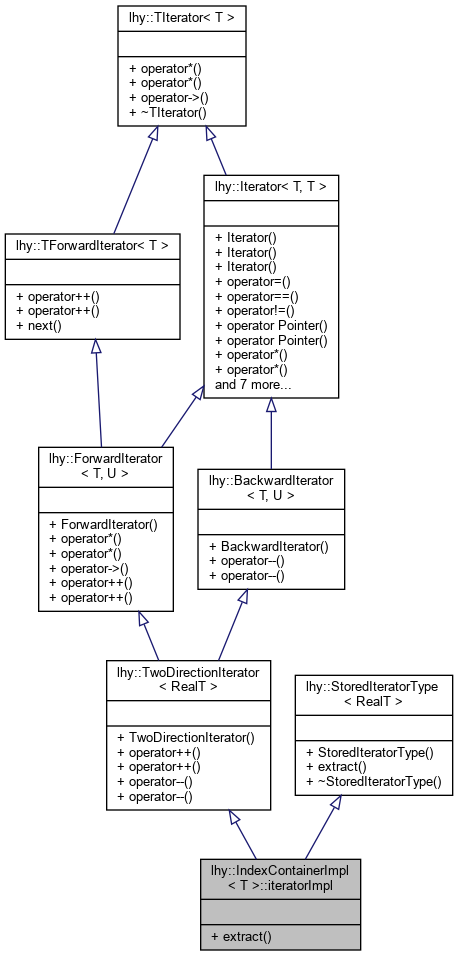 lhy::TIterator< T >
+ operator*()
+ operator*()
+ operator->()
+ ~TIterator()
lhy::Iterator< T, T >
+ Iterator()
+ Iterator()
+ Iterator()
+ operator=()
+ operator==()
+ operator!=()
+ operator Pointer()
+ operator Pointer()
+ operator*()
+ operator*()
and 7 more...
lhy::TForwardIterator< T >
+ operator++()
+ operator++()
+ next()
lhy::ForwardIterator
< T, U >
+ ForwardIterator()
+ operator*()
+ operator*()
+ operator->()
+ operator++()
+ operator++()
lhy::BackwardIterator
< T, U >
+ BackwardIterator()
+ operator--()
+ operator--()
lhy::TwoDirectionIterator
< RealT >
+ TwoDirectionIterator()
+ operator++()
+ operator++()
+ operator--()
+ operator--()
lhy::StoredIteratorType
< RealT >
+ StoredIteratorType()
+ extract()
+ ~StoredIteratorType()
lhy::IndexContainerImpl
< T >::iteratorImpl
+ extract()